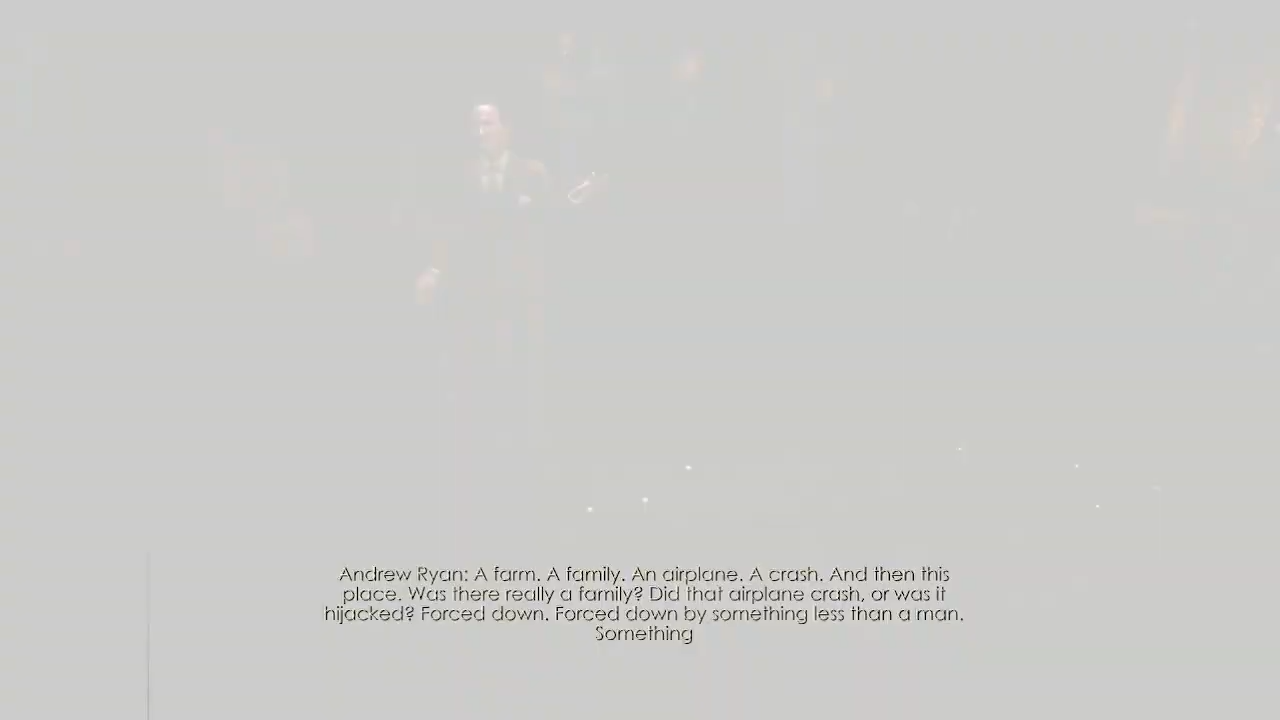 Andrew Ryan: A farm. A family. An airplane. A crash. And then this
place. Was there really a family? Did that airplane crash, or was it
hijacked? Forced down. Forced down by something less than a man.
Something